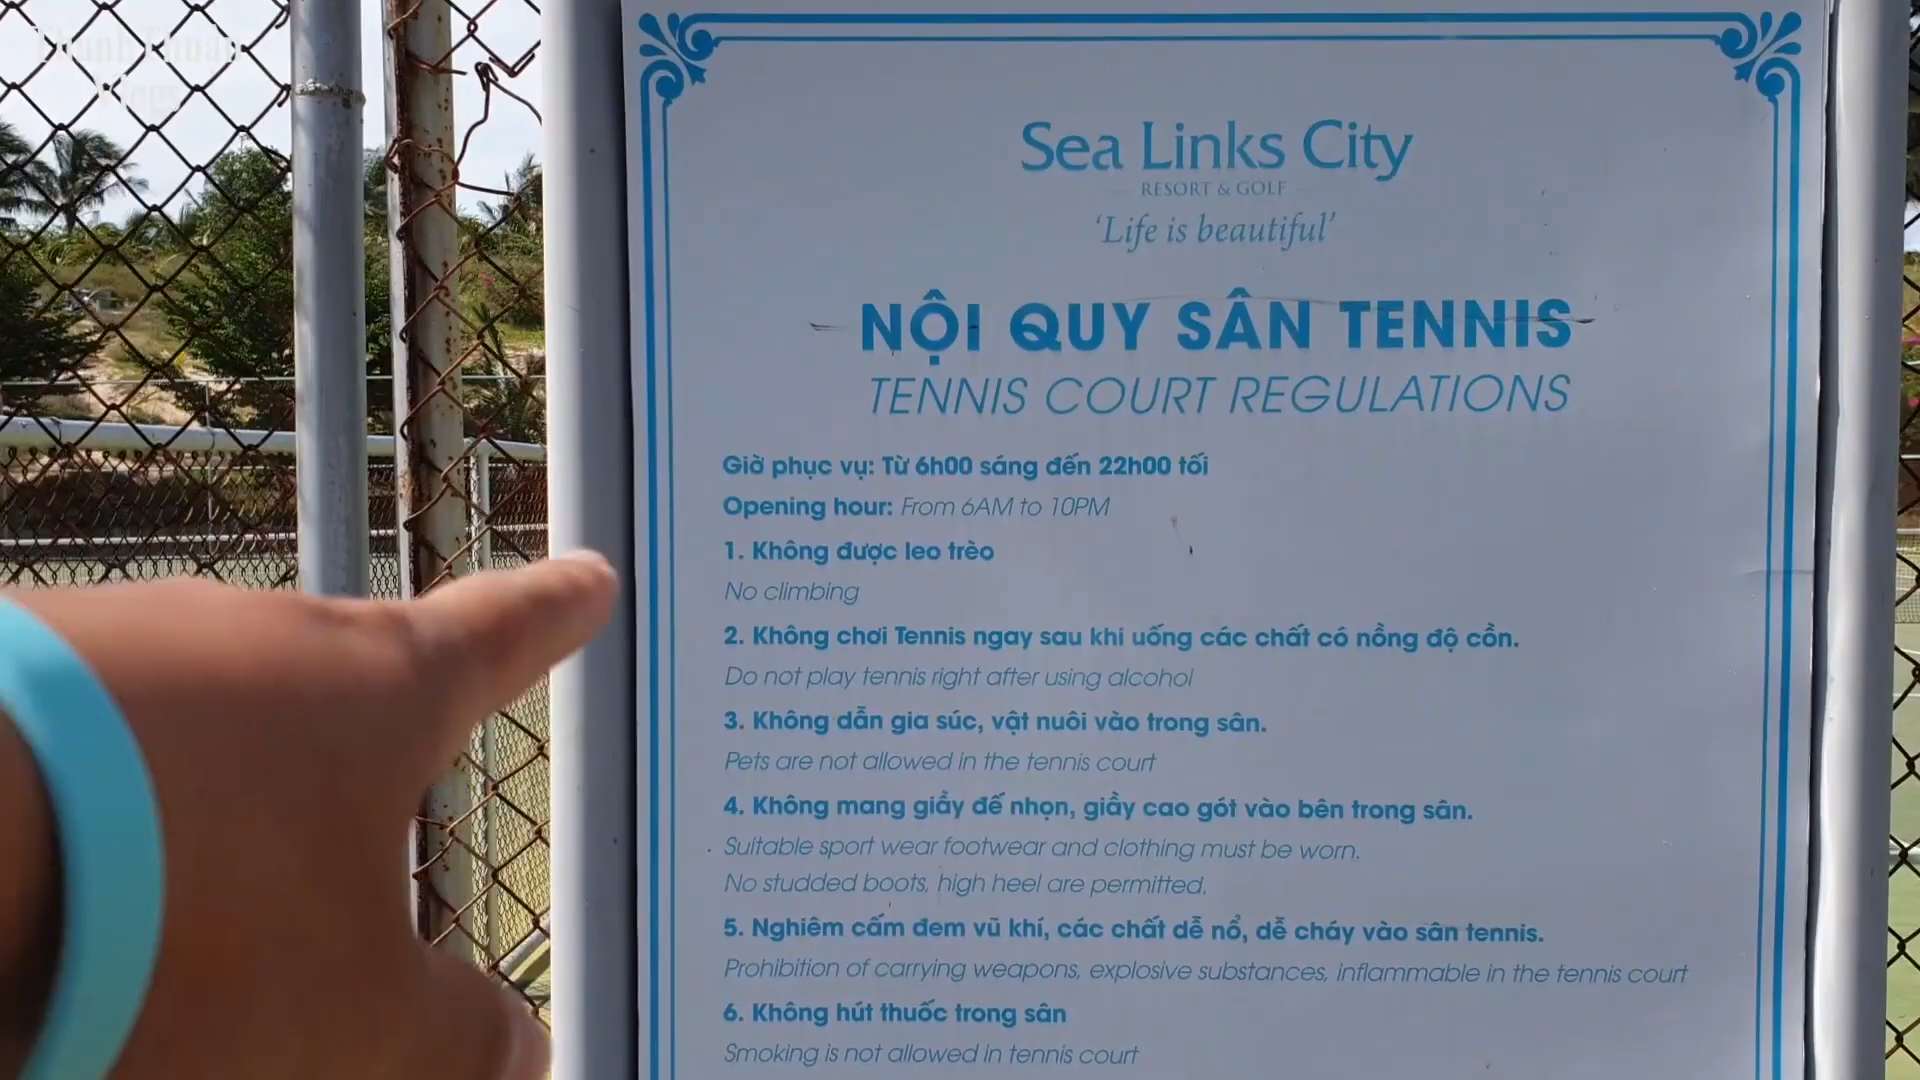 Thanh Thuan
Vlogs
Sea Links City
RESORT & GOLF
‘Life is beautiful’
NỘI QUY SÂN TENNIS
TENNIS COURT REGULATIONS
Giờ phục vụ: Từ 6h00 sáng đến 22h00 tối
Opening hour: From 6AM to 10PM
1. Không được leo trèo
No climbing
2. Không chơi Tennis ngay sau khi uống các chất có nồng độ cồn.
Do not play tennis right after using alcohol
3. Không dẫn gia súc, vật nuôi vào trong sân.
Pets are not allowed in the tennis court
4. Không mang giầy đế nhọn, giầy cao gót vào bên trong sân.
Suitable sport wear footwear and clothing must be worn.
No studded boots, high heel are permitted.
5. Nghiêm cấm đem vũ khí, các chất dễ nổ, dễ cháy vào sân tennis.
Prohibition of carrying weapons, explosive substances, inflammable in the tennis court
6. Không hút thuốc trong sân
Smoking is not allowed in tennis court